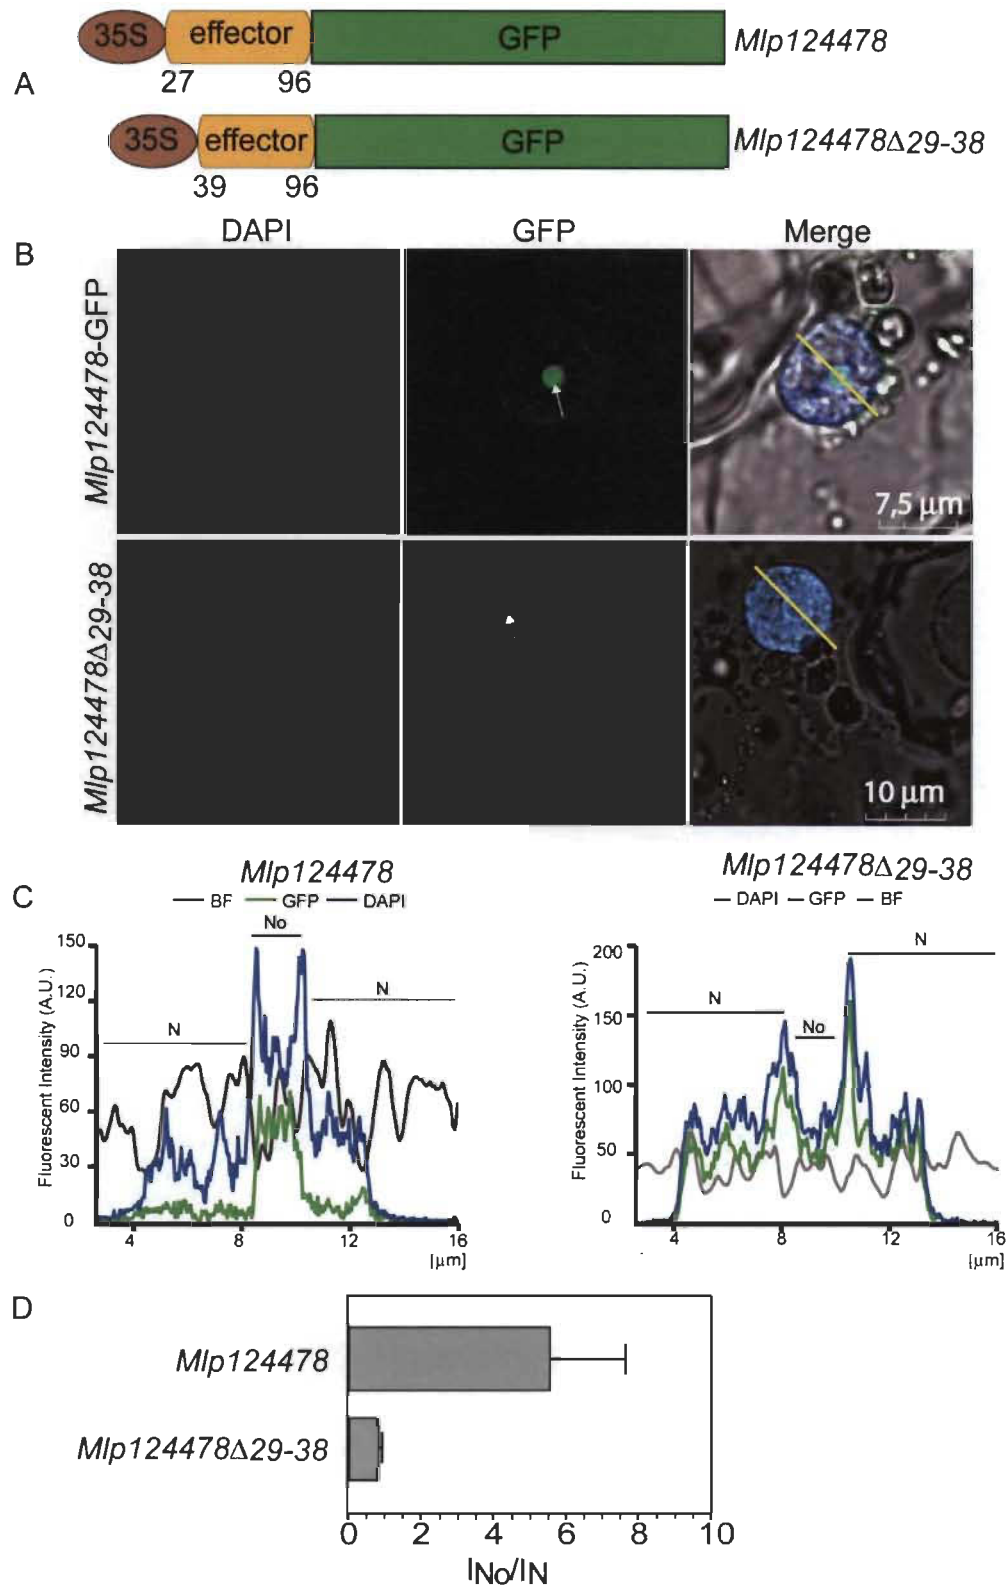 35S effector GFP Mlp124478
27 96
A
35S effector GFP Mlp124478Δ29-38
39 96
DAPI GFP Merge
B
Mlp124478-GFP
7,5 µm
Mlp124478Δ29-38
10 µm
C
Mlp124478
BF GFP DAPI
No
N
N
Fluorescent Intensity (A.U.)
150
120
90
60
30
0
4 8 12 16
[µm]
Mlp124478Δ29-38
DAPI GFP BF
N
N
No
Fluorescent Intensity (A.U.)
200
150
100
50
0
4 8 12 16
[µm]
D
Mlp124478
Mlp124478Δ29-38
0 2 4 6 8 10
INo/IN